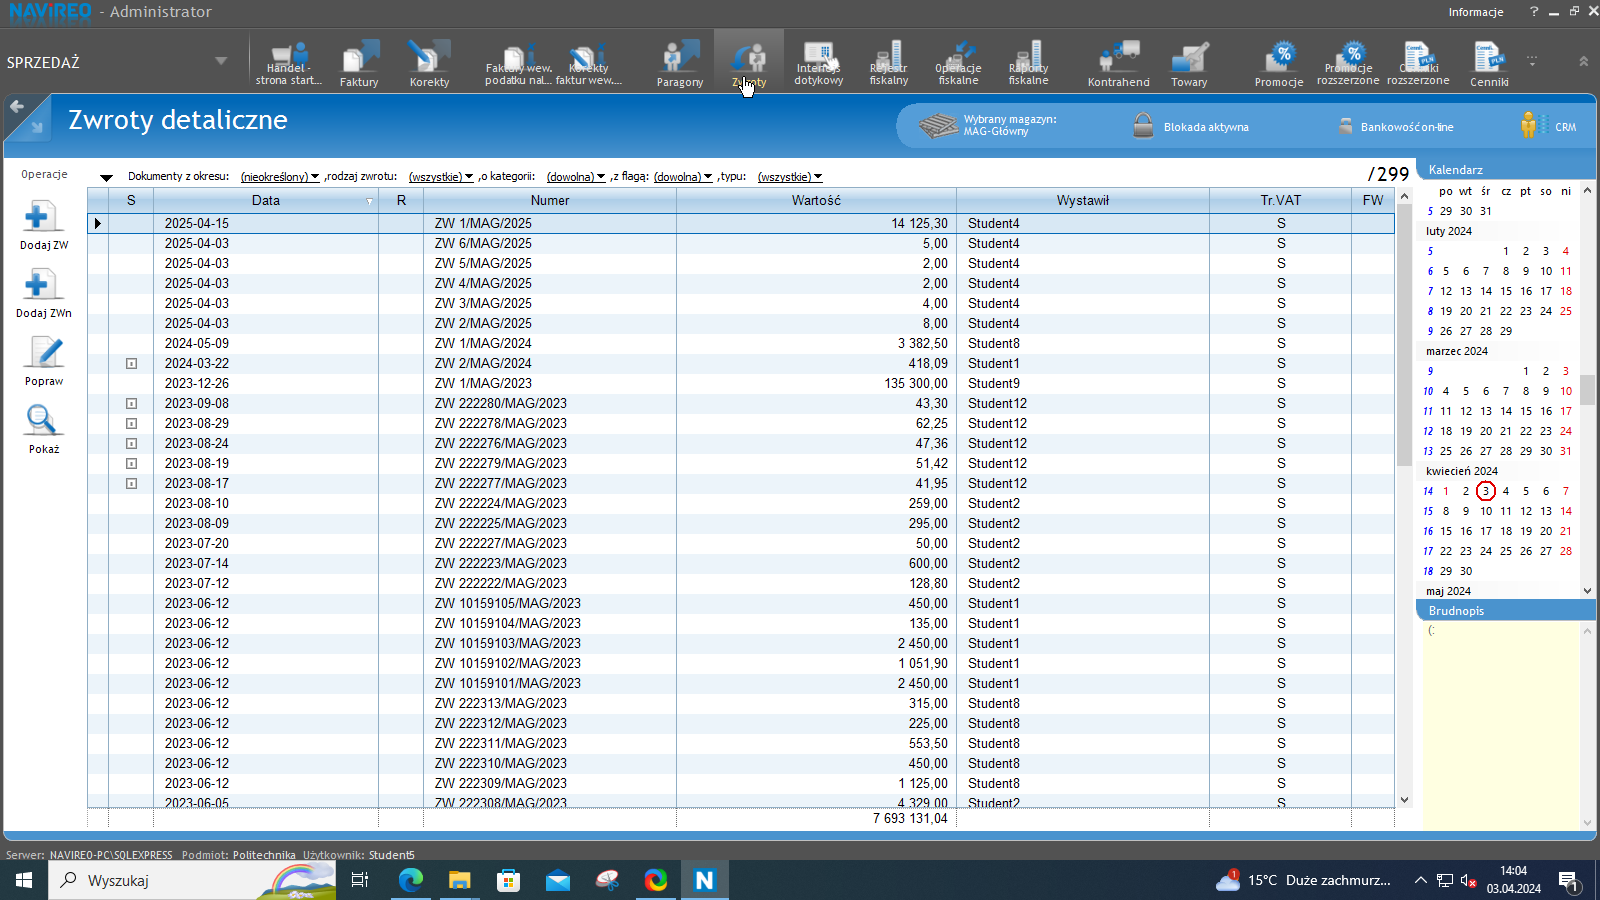 NAVIREO - Administrator
Informacje ?
SPRZEDAŻ
Handel -
strona start...
Faktury
Korekty
Faktury wew.
podatku nal...
Korekty
faktur wew....
Paragony
Zwroty
Interfejs
dotykowy
Rejestr
fiskalny
Operacje
fiskalne
Raporty
fiskalne
Kontrahend
Towary
Promocje
Promocje
rozszerzone
Cenniki
rozszerzone
Cenniki
Zwroty detaliczne
Wybrany magazyn:
MAG-Główny
Blokada aktywna
Bankowość on-line
CRM
Operacje
Dodaj ZW
Dodaj ZWn
Popraw
Pokaż
Dokumenty z okresu: (nieokreślony) ,rodzaj zwrotu: (wszystkie) ,o kategorii: (dowolna) ,z flagą: (dowolna) ,typu: (wszystkie) /299
S Data R Numer Wartość Wystawił Tr.VAT FW
2025-04-15 ZW 1/MAG/2025 14 125,30 Student4 S
2025-04-03 ZW 6/MAG/2025 5,00 Student4 S
2025-04-03 ZW 5/MAG/2025 2,00 Student4 S
2025-04-03 ZW 4/MAG/2025 2,00 Student4 S
2025-04-03 ZW 3/MAG/2025 4,00 Student4 S
2025-04-03 ZW 2/MAG/2025 8,00 Student4 S
2024-05-09 ZW 1/MAG/2024 3 382,50 Student8 S
2024-03-22 ZW 2/MAG/2024 418,09 Student1 S
2023-12-26 ZW 1/MAG/2023 135 300,00 Student9 S
2023-09-08 ZW 222280/MAG/2023 43,30 Student12 S
2023-08-29 ZW 222278/MAG/2023 62,25 Student12 S
2023-08-24 ZW 222276/MAG/2023 47,36 Student12 S
2023-08-19 ZW 222279/MAG/2023 51,42 Student12 S
2023-08-17 ZW 222277/MAG/2023 41,95 Student12 S
2023-08-10 ZW 222224/MAG/2023 259,00 Student2 S
2023-08-09 ZW 222225/MAG/2023 295,00 Student2 S
2023-07-20 ZW 222227/MAG/2023 50,00 Student2 S
2023-07-14 ZW 222223/MAG/2023 600,00 Student2 S
2023-07-12 ZW 222222/MAG/2023 128,80 Student2 S
2023-06-12 ZW 10159105/MAG/2023 450,00 Student1 S
2023-06-12 ZW 10159104/MAG/2023 135,00 Student1 S
2023-06-12 ZW 10159103/MAG/2023 2 450,00 Student1 S
2023-06-12 ZW 10159102/MAG/2023 1 051,90 Student1 S
2023-06-12 ZW 10159101/MAG/2023 2 450,00 Student1 S
2023-06-12 ZW 222313/MAG/2023 315,00 Student8 S
2023-06-12 ZW 222312/MAG/2023 225,00 Student8 S
2023-06-12 ZW 222311/MAG/2023 553,50 Student8 S
2023-06-12 ZW 222310/MAG/2023 450,00 Student8 S
2023-06-12 ZW 222309/MAG/2023 1 125,00 Student8 S
2023-06-05 ZW 222308/MAG/2023 4 329,00 Student2 S
7 693 131,04
Kalendarz
po wt śr cz pt so ni
5 29 30 31
luty 2024
5 1 2 3 4
6 5 6 7 8 9 10 11
7 12 13 14 15 16 17 18
8 19 20 21 22 23 24 25
9 26 27 28 29
marzec 2024
9 1 2 3
10 4 5 6 7 8 9 10
11 11 12 13 14 15 16 17
12 18 19 20 21 22 23 24
13 25 26 27 28 29 30 31
kwiecień 2024
14 1 2 3 4 5 6 7
15 8 9 10 11 12 13 14
16 15 16 17 18 19 20 21
17 22 23 24 25 26 27 28
18 29 30
maj 2024
Brudnopis
(:
Serwer: NAVIREO-PC\SQLEXPRESS Podmiot: Politechnika Użytkownik: Student5
Wyszukaj
N
1
15°C Duże zachmurz...
14:04
03.04.2024
1